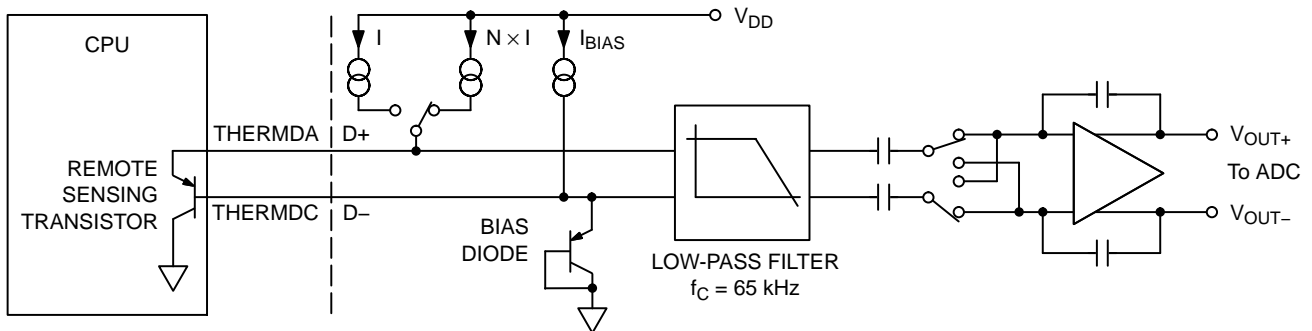 CPU
I
N × I
I_BIAS
V_DD
THERMDA
D+
REMOTE
SENSING
TRANSISTOR
THERMDC
D−
BIAS
DIODE
LOW-PASS FILTER
f_C = 65 kHz
V_OUT+
To ADC
V_OUT−